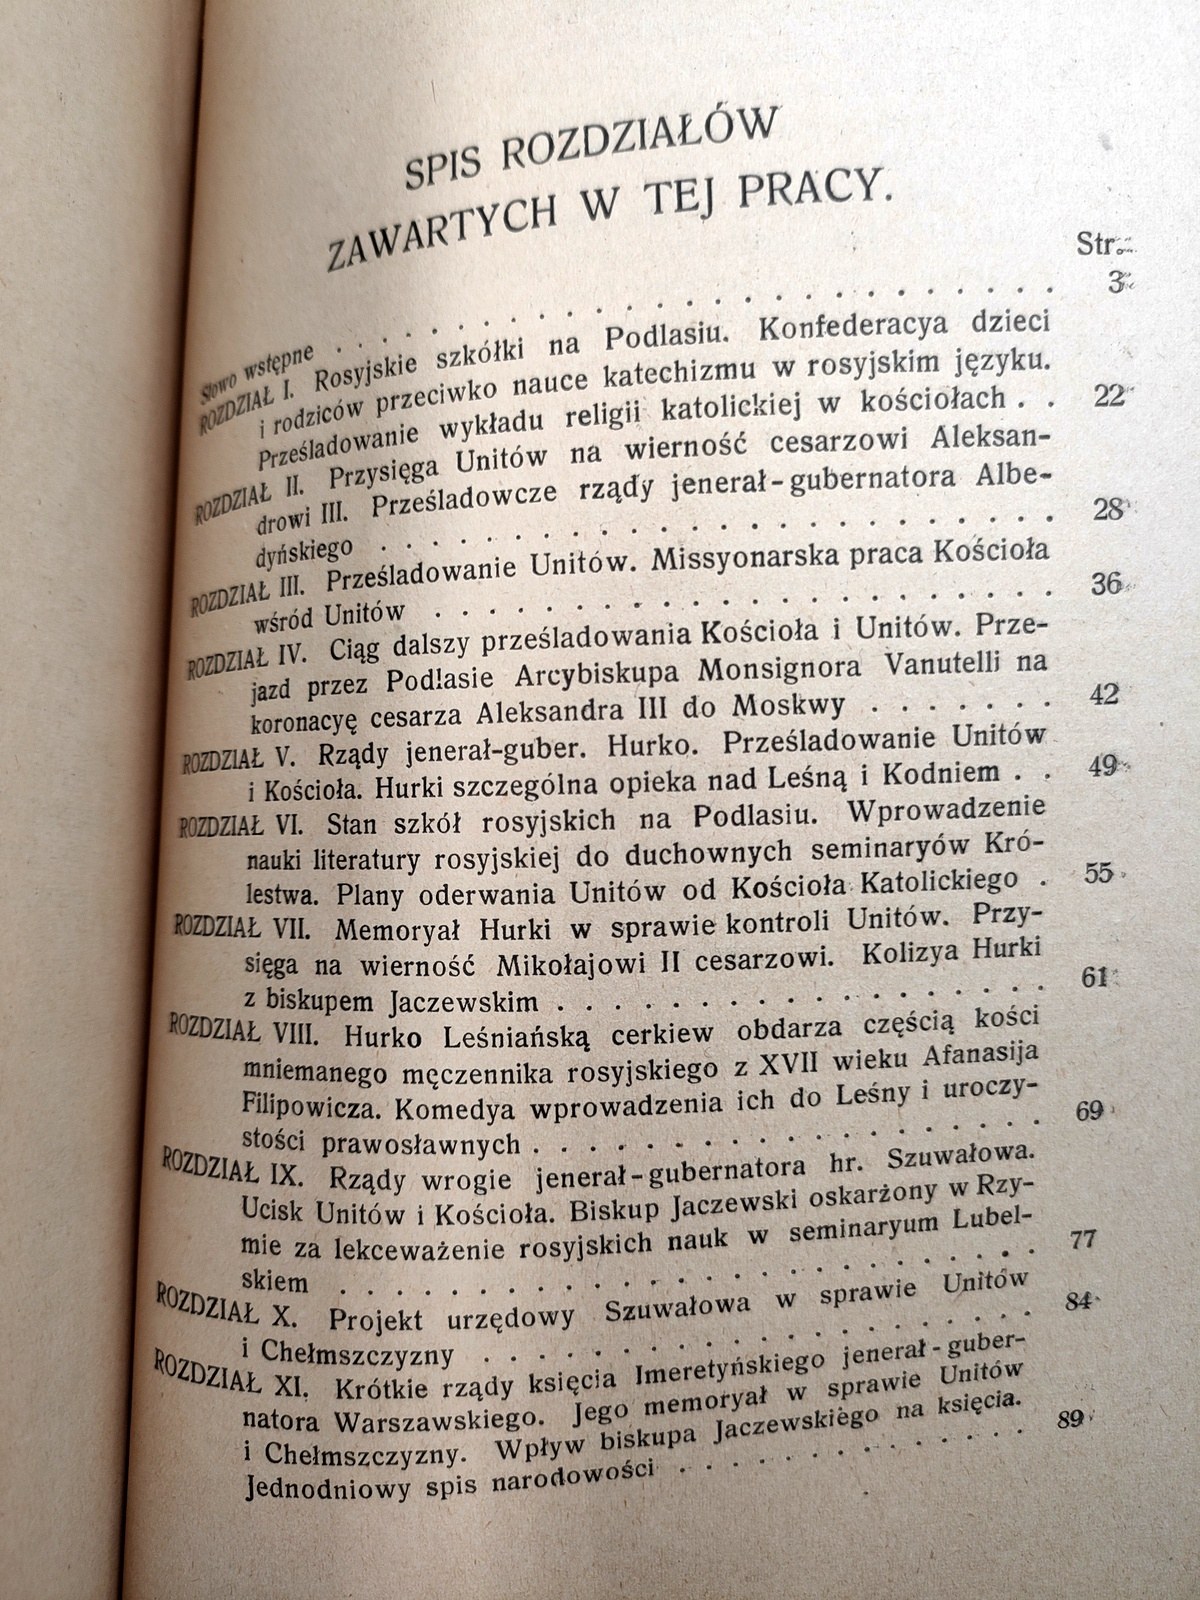 SPIS ROZDZIAŁÓW
ZAWARTYCH W TEJ PRACY.
Str.
Słowo wstępne . . . . . . . . . . . . . . . . . . . . 3
ROZDZIAŁ I. Rosyjskie szkółki na Podlasiu. Konfederacya dzieci
i rodziców przeciwko nauce katechizmu w rosyjskim języku.
Prześladowanie wykładu religii katolickiej w kościołach . . 22
ROZDZIAŁ II. Przysięga Unitów na wierność cesarzowi Aleksan-
drowi III. Prześladowcze rządy jenerał-gubernatora Albe-
dyńskiego . . . . . . . . . . . . . . . . . . 28
ROZDZIAŁ III. Prześladowanie Unitów. Missyonarska praca Kościoła
wśród Unitów . . . . . . . . . . . . . . . . 36
ROZDZIAŁ IV. Ciąg dalszy prześladowania Kościoła i Unitów. Prze-
jazd przez Podlasie Arcybiskupa Monsignora Vanutelli na
koronacyę cesarza Aleksandra III do Moskwy . . . . . . . 42
ROZDZIAŁ V. Rządy jenerał-guber. Hurko. Prześladowanie Unitów
i Kościoła. Hurki szczególna opieka nad Leśną i Kodniem . . 49
ROZDZIAŁ VI. Stan szkół rosyjskich na Podlasiu. Wprowadzenie
nauki literatury rosyjskiej do duchownych seminaryów Kró-
lestwa. Plany oderwania Unitów od Kościoła Katolickiego . 55
ROZDZIAŁ VII. Memoryał Hurki w sprawie kontroli Unitów. Przy-
sięga na wierność Mikołajowi II cesarzowi. Kolizya Hurki
z biskupem Jaczewskim . . . . . . . . . . . . . . . 61
ROZDZIAŁ VIII. Hurko Leśniańską cerkiew obdarza częścią kości
mniemanego męczennika rosyjskiego z XVII wieku Afanasija
Filipowicza. Komedya wprowadzenia ich do Leśny i uroczy-
stości prawosławnych . . . . . . . . . . . . . . . . 69
ROZDZIAŁ IX. Rządy wrogie jenerał-gubernatora hr. Szuwałowa.
Ucisk Unitów i Kościoła. Biskup Jaczewski oskarżony w Rzy-
mie za lekceważenie rosyjskich nauk w seminaryum Lubel-
skiem . . . . . . . . . . . . . . . . . . . . 77
ROZDZIAŁ X. Projekt urzędowy Szuwałowa w sprawie Unitów
i Chełmszczyzny . . . . . . . . . . . . . . . . 84
ROZDZIAŁ XI. Krótkie rządy księcia Imeretyńskiego jenerał-guber-
natora Warszawskiego. Jego memoryał w sprawie Unitów
i Chełmszczyzny. Wpływ biskupa Jaczewskiego na księcia.
Jednodniowy spis narodowości . . . . . . . . . . . 89